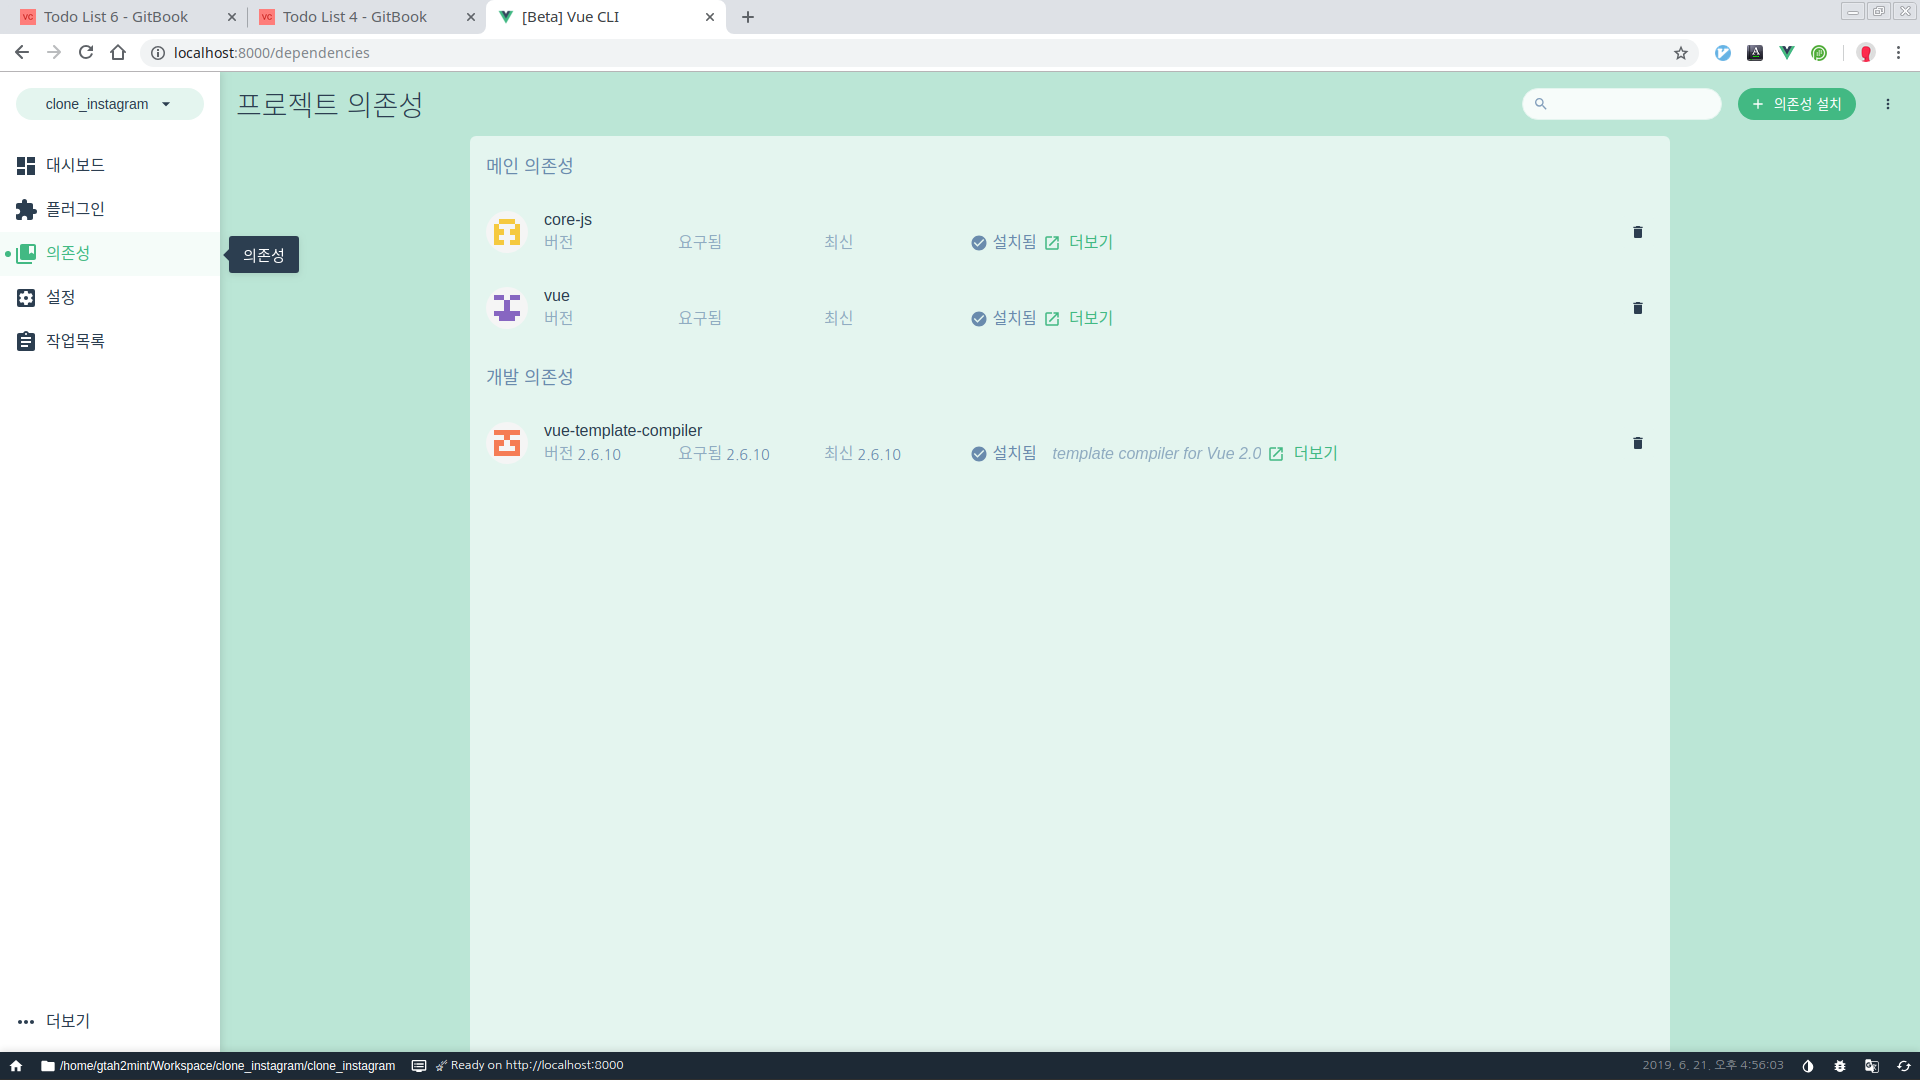 Todo List 6 - GitBook
Todo List 4 - GitBook
[Beta] Vue CLI
localhost:8000/dependencies
clone_instagram
프로젝트 의존성
+ 의존성 설치
대시보드
플러그인
의존성
설정
작업목록
의존성
메인 의존성
core-js
버전 요구됨 최신 설치됨 더보기
vue
버전 요구됨 최신 설치됨 더보기
개발 의존성
vue-template-compiler
버전 2.6.10 요구됨 2.6.10 최신 2.6.10 설치됨 template compiler for Vue 2.0 더보기
더보기
/home/gtah2mint/Workspace/clone_instagram/clone_instagram
Ready on http://localhost:8000
2019. 6. 21. 오후 4:56:03